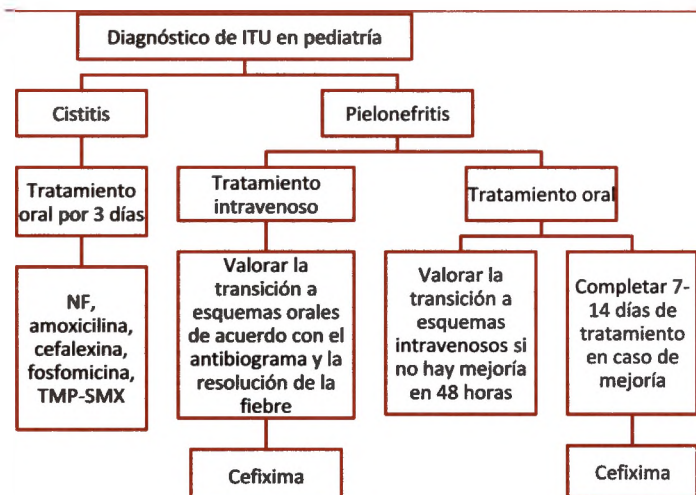 Diagnóstico de ITU en pediatría
Cistitis
Pielonefritis
Tratamiento
oral por 3 días
Tratamiento
intravenoso
Tratamiento oral
NF,
amoxicilina,
cefalexina,
fosfomicina,
TMP-SMX
Valorar la
transición a
esquemas orales
de acuerdo con el
antibiograma y la
resolución de la
fiebre
Valorar la
transición a
esquemas
intravenosos si
no hay mejoría
en 48 horas
Completar 7-
14 días de
tratamiento
en caso de
mejoría
Cefixima
Cefixima